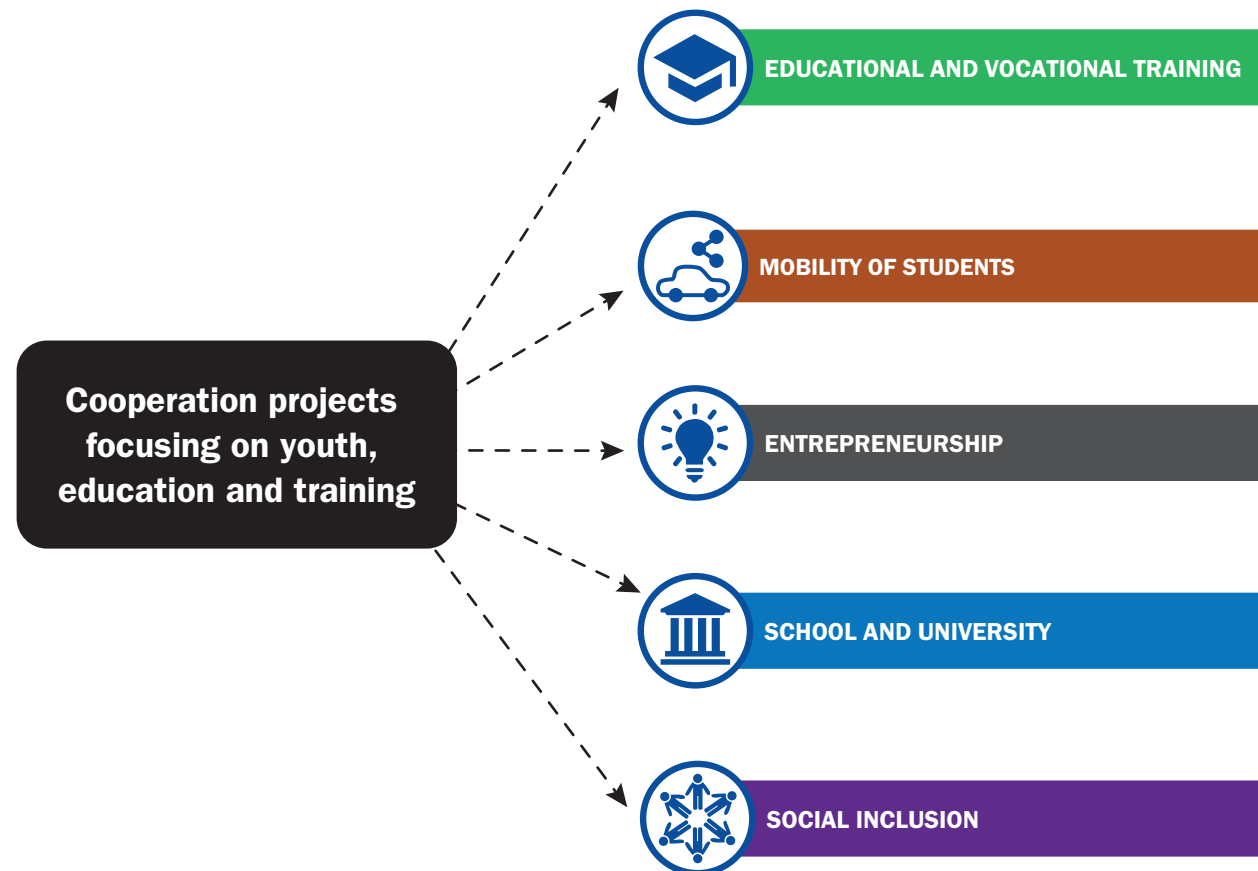 EDUCATIONAL AND VOCATIONAL TRAINING
MOBILITY OF STUDENTS
Cooperation projects
focusing on youth,
education and training
ENTREPRENEURSHIP
SCHOOL AND UNIVERSITY
SOCIAL INCLUSION